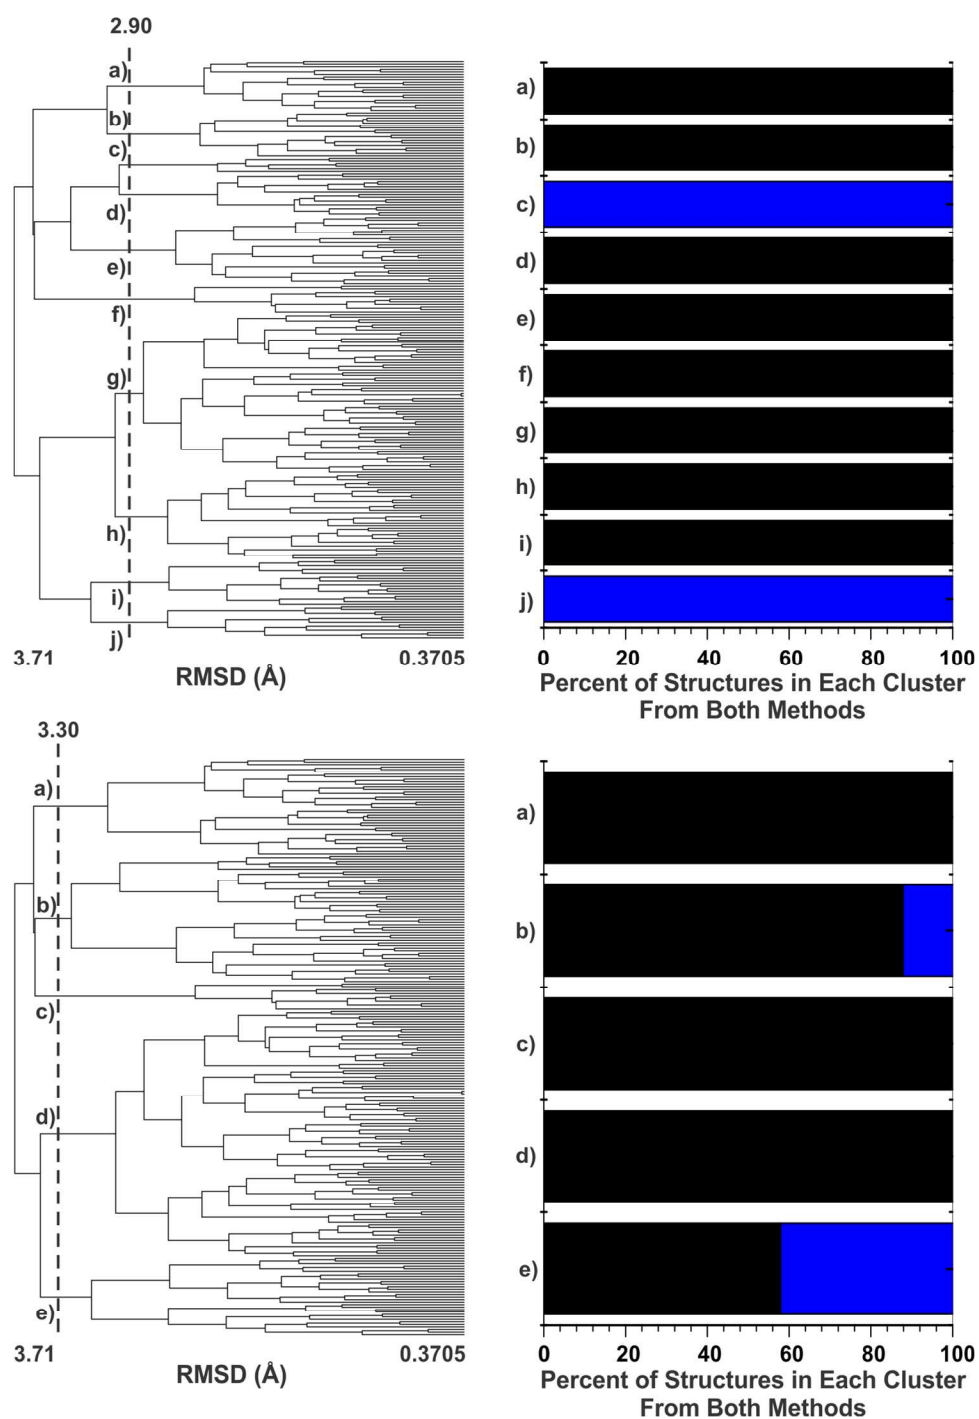 2.90
a)
b)
c)
d)
e)
f)
g)
h)
i)
j)
3.71
0.3705
RMSD (Å)
a)
b)
c)
d)
e)
f)
g)
h)
i)
j)
0 20 40 60 80 100
Percent of Structures in Each Cluster
From Both Methods
3.30
a)
b)
c)
d)
e)
3.71
0.3705
RMSD (Å)
a)
b)
c)
d)
e)
0 20 40 60 80 100
Percent of Structures in Each Cluster
From Both Methods